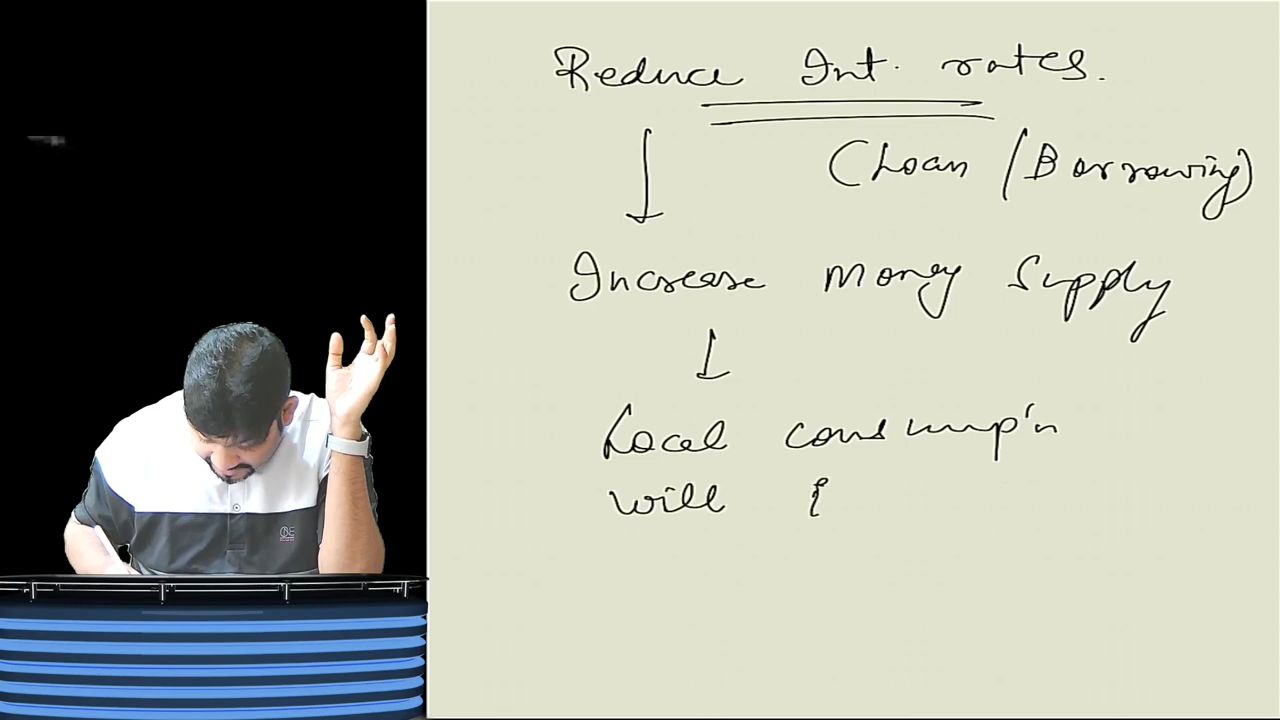 Reduce Int. rates.
(Loan / Borrowing)
Increase Money Supply
Local consump'n
will